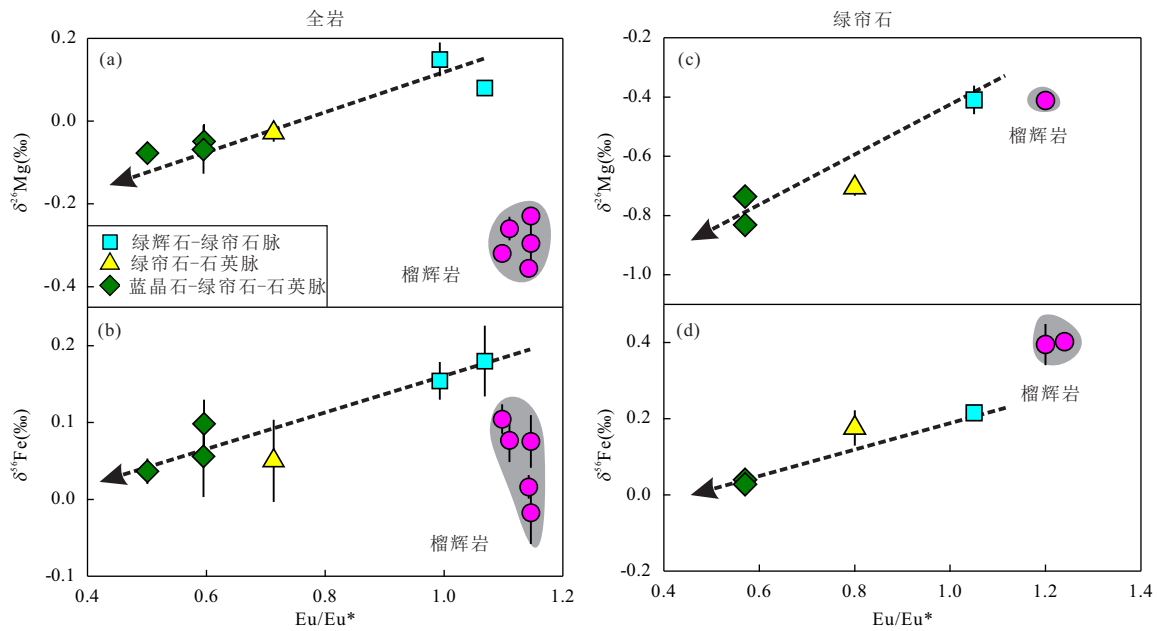 全岩
绿帘石
(a)
0.2
0.0
-0.2
-0.4
δ²⁶Mg(‰)
绿辉石-绿帘石脉
绿帘石-石英脉
蓝晶石-绿帘石-石英脉
榴辉岩
(c)
-0.2
-0.4
-0.6
-0.8
-1.0
δ²⁶Mg(‰)
榴辉岩
(b)
0.2
0.1
0.0
-0.1
δ⁵⁶Fe(‰)
榴辉岩
0.4 0.6 0.8 1.0 1.2
Eu/Eu*
(d)
0.4
0.2
0.0
-0.2
δ⁵⁶Fe(‰)
榴辉岩
0.4 0.6 0.8 1.0 1.2 1.4
Eu/Eu*